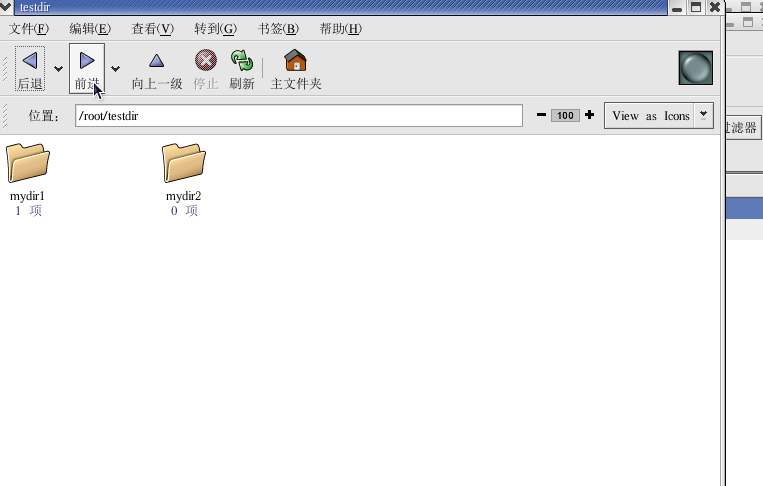 testdir
文件(F) 编辑(E) 查看(V) 转到(G) 书签(B) 帮助(H)
后退 前进 向上一级 停止 刷新 主文件夹
位置: /root/testdir 100 View as Icons
过滤器
mydir1 mydir2
1 项 0 项